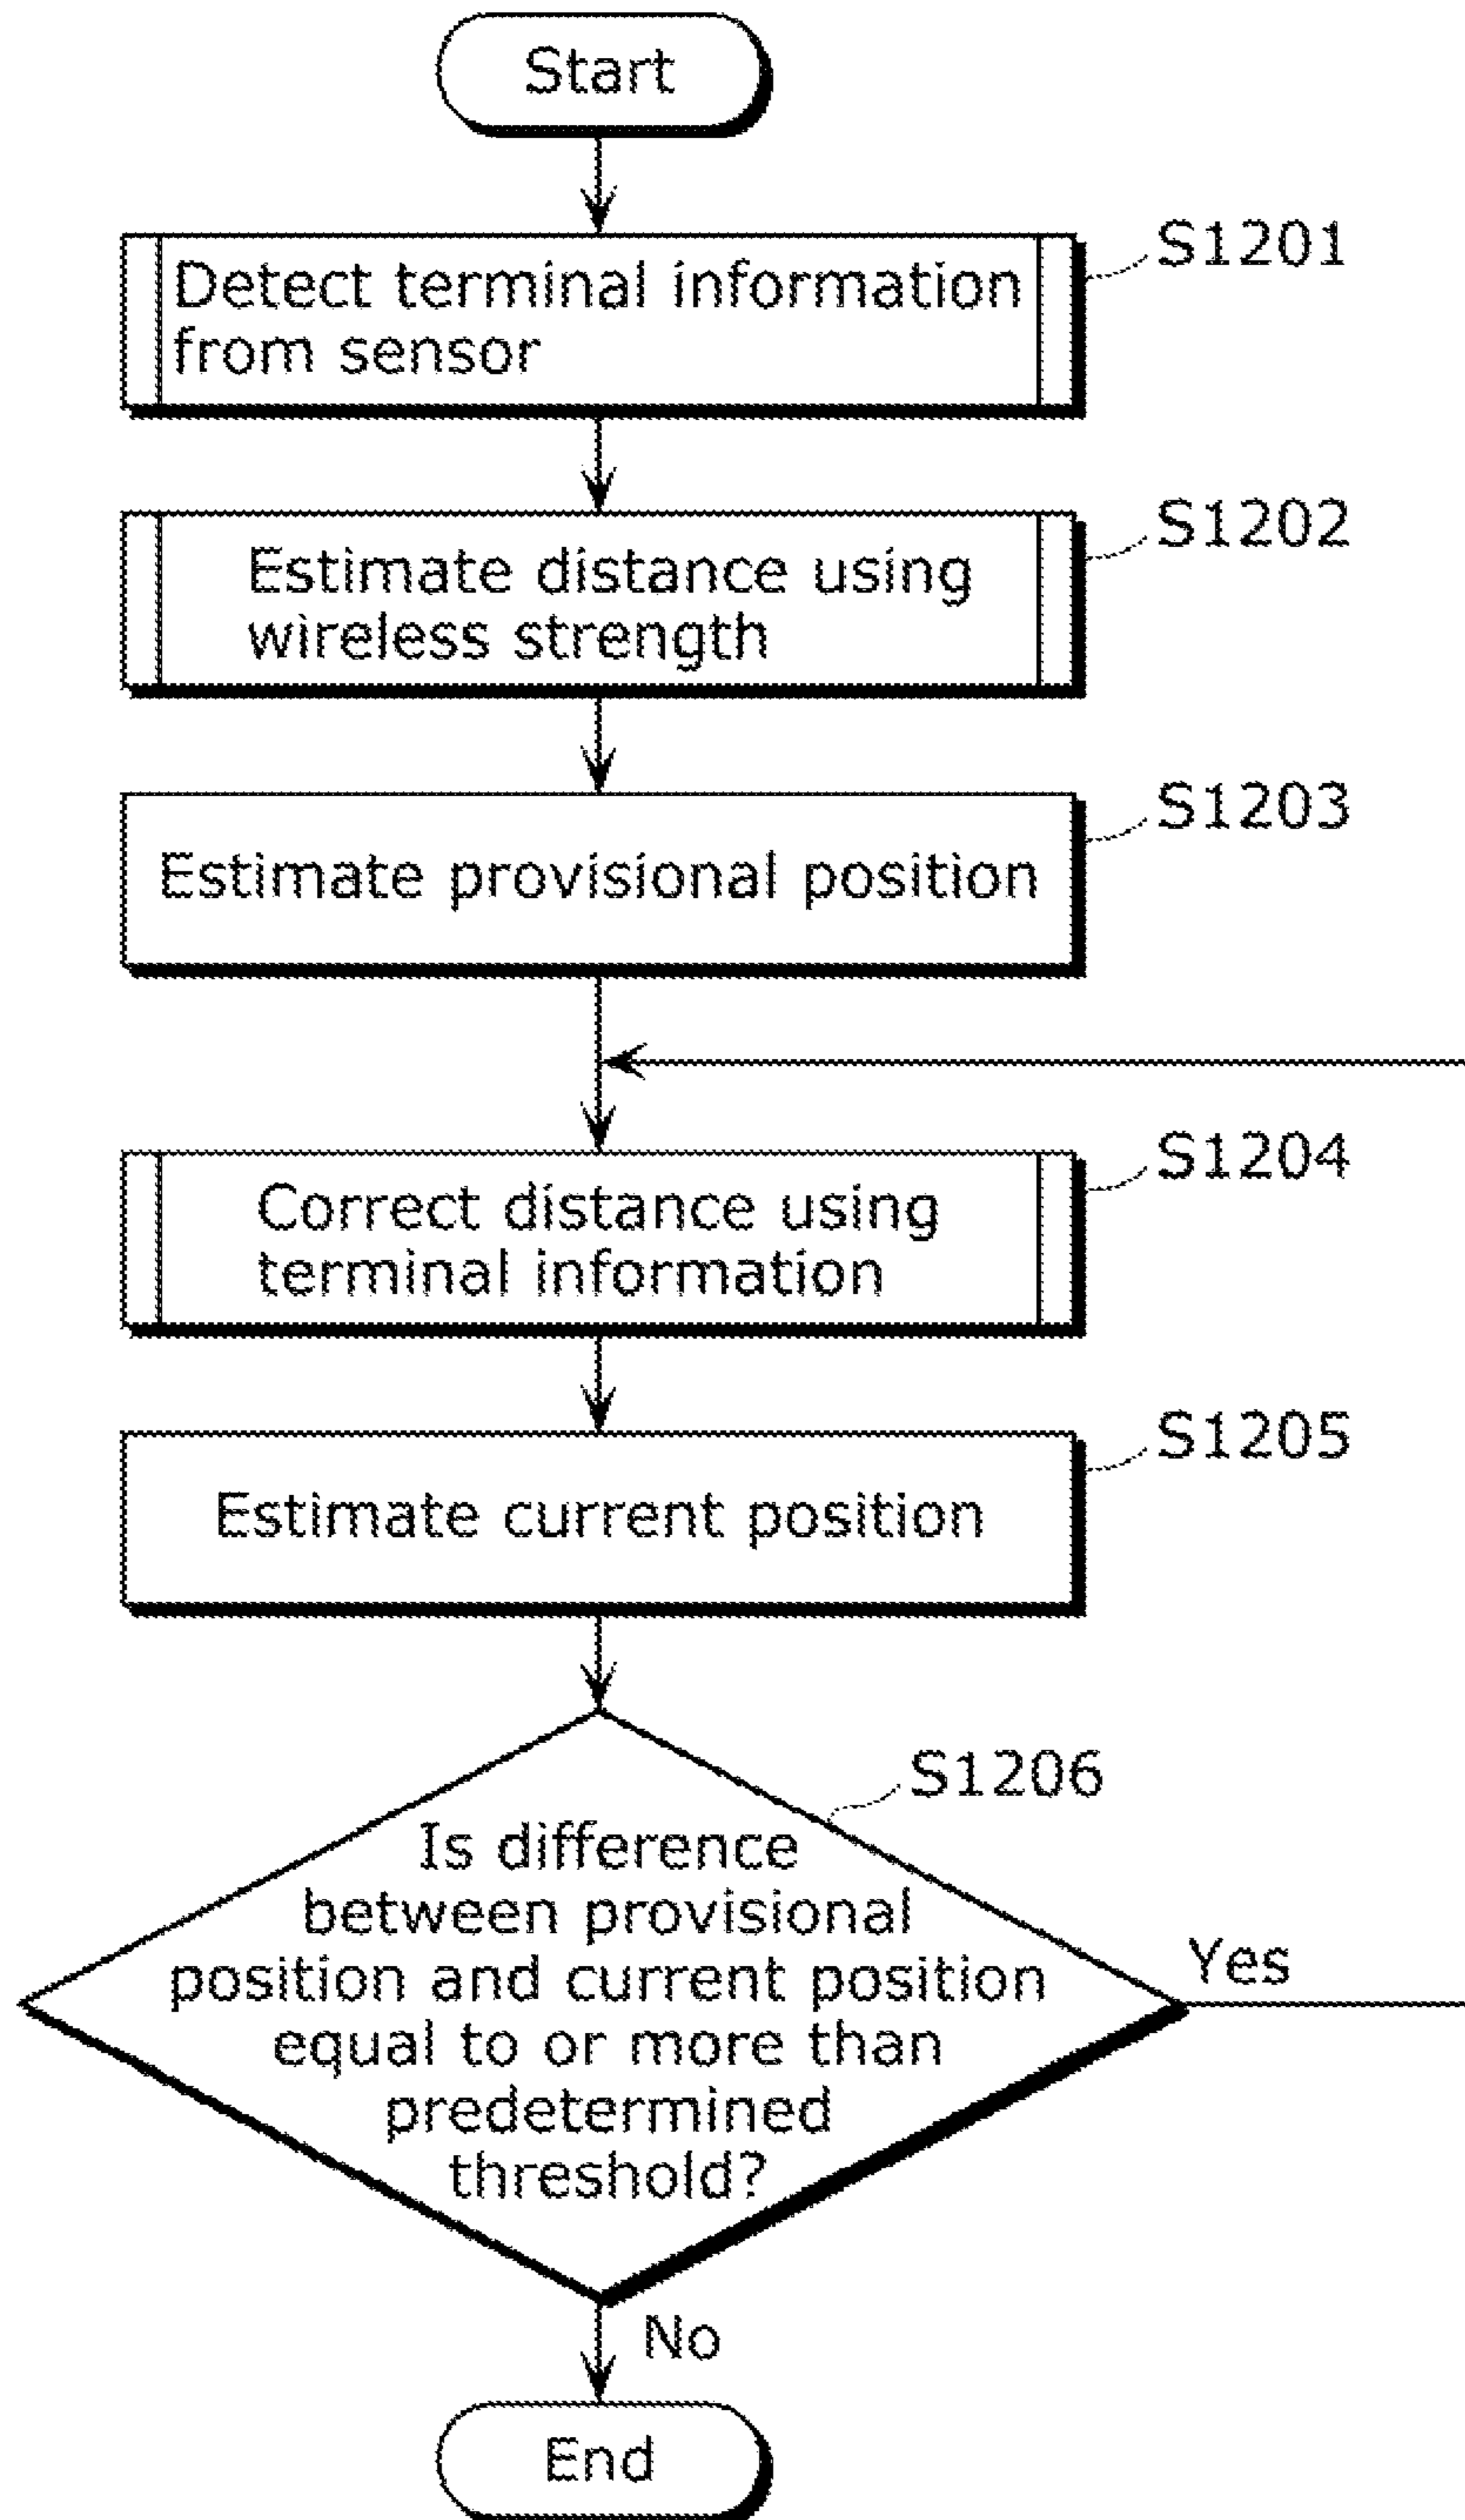 Start
S1201
Detect terminal information
from sensor
S1202
Estimate distance using
wireless strength
S1203
Estimate provisional position
S1204
Correct distance using
terminal information
S1205
Estimate current position
S1206
Is difference
between provisional
position and current position
equal to or more than
predetermined
threshold?
Yes
No
End